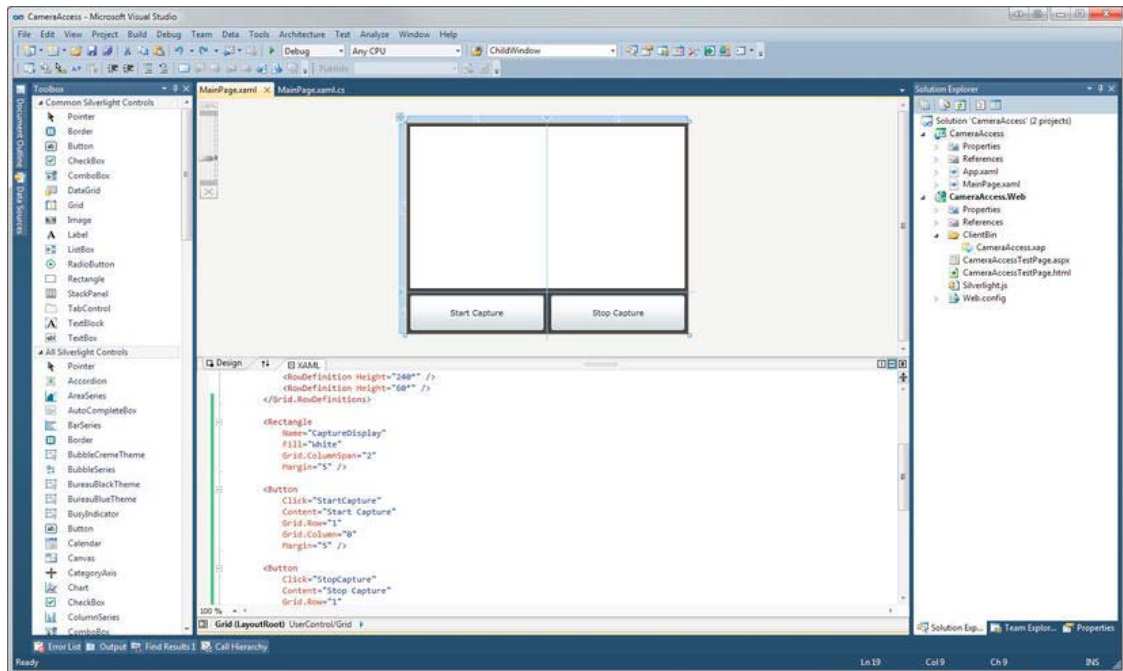 CameraAccess - Microsoft Visual Studio
File Edit View Project Build Debug Team Data Tools Architecture Test Analyze Window Help
Debug Any CPU ChildWindow
Publish
Document Outline
Data Sources
Toolbox
Common Silverlight Controls
Pointer
Border
Button
CheckBox
ComboBox
DataGrid
Grid
Image
Label
ListBox
RadioButton
Rectangle
StackPanel
TabControl
TextBlock
TextBox
All Silverlight Controls
Pointer
Accordion
AreaSeries
AutoCompleteBox
BarSeries
Border
BubbleCremeTheme
BubbleSeries
BureauBlackTheme
BureauBlueTheme
BusyIndicator
Button
Calendar
Canvas
CategoryAxis
Chart
CheckBox
ColumnSeries
ComboBox
MainPage.xaml MainPage.xaml.cs
Start Capture Stop Capture
Design XAML
<RowDefinition Height="240*" />
<RowDefinition Height="60*" />
</Grid.RowDefinitions>
<Rectangle
Name="CaptureDisplay"
Fill="White"
Grid.ColumnSpan="2"
Margin="5" />
<Button
Click="StartCapture"
Content="Start Capture"
Grid.Row="1"
Grid.Column="0"
Margin="5" />
<Button
Click="StopCapture"
Content="Stop Capture"
Grid.Row="1"
100 %
Grid (LayoutRoot) UserControl/Grid
Solution Explorer
Solution 'CameraAccess' (2 projects)
CameraAccess
Properties
References
App.xaml
MainPage.xaml
CameraAccess.Web
Properties
References
ClientBin
CameraAccess.xap
CameraAccessTestPage.aspx
CameraAccessTestPage.html
Silverlight.js
Web.config
Solution Exp... Team Explor... Properties
Error List Output Find Results 1 Call Hierarchy
Ready Ln 19 Col 9 Ch 9 INS